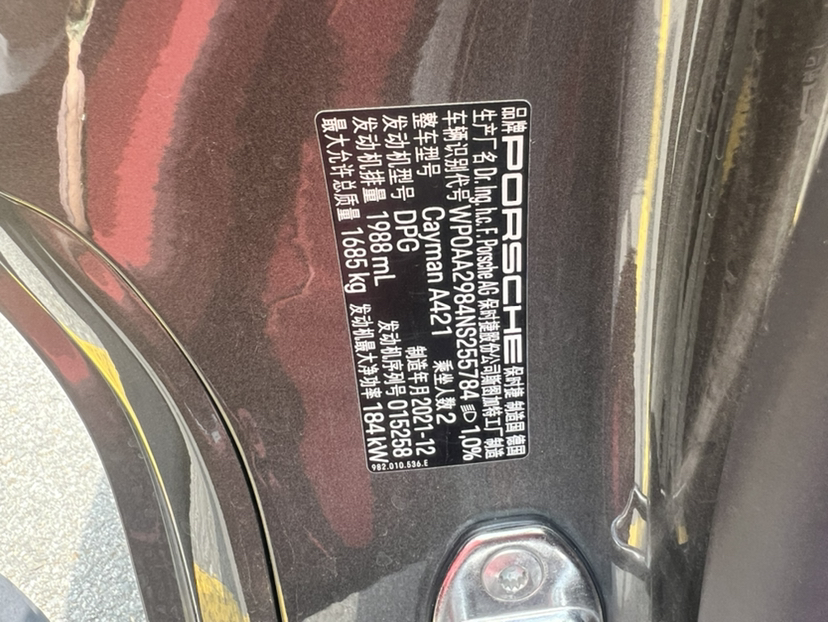 品牌 PORSCHE 保时捷 制造国 德国
生产厂名 Dr. Ing. h.c. F. Porsche AG 保时捷股份公司斯图加特工厂制造
车辆识别代号 WP0AA2984NS255784 1,0%
整车型号 Cayman A421 乘坐人数 2
发动机型号 DPG 制造年月 2021-12
发动机排量 1988 mL 发动机序列号 015258
最大允许总质量 1685 kg 发动机最大净功率 184 kW
982.010.536.E